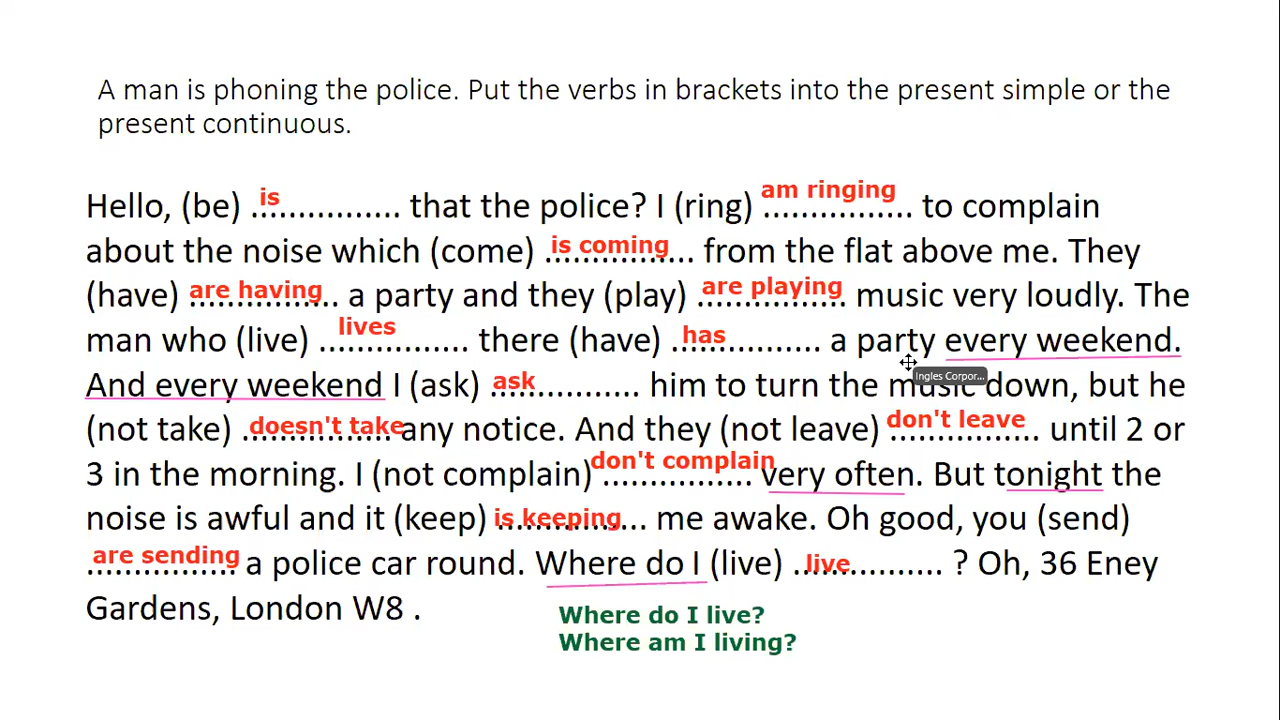 A man is phoning the police. Put the verbs in brackets into the present simple or the
present continuous.
Hello, (be) is ................ that the police? I (ring) am ringing ................ to complain
about the noise which (come) is coming ................ from the flat above me. They
(have) are having ................ a party and they (play) are playing ................ music very loudly. The
man who (live) lives ................ there (have) has ................ a party every weekend.
And every weekend I (ask) ask ................ him to turn the music down, but he
(not take) doesn't take ................ any notice. And they (not leave) don't leave ................ until 2 or
3 in the morning. I (not complain) don't complain ................ very often. But tonight the
noise is awful and it (keep) is keeping ................ me awake. Oh good, you (send)
are sending ................ a police car round. Where do I (live) live ................ ? Oh, 36 Eney
Gardens, London W8 .
Where do I live?
Where am I living?
Ingles Corpor...